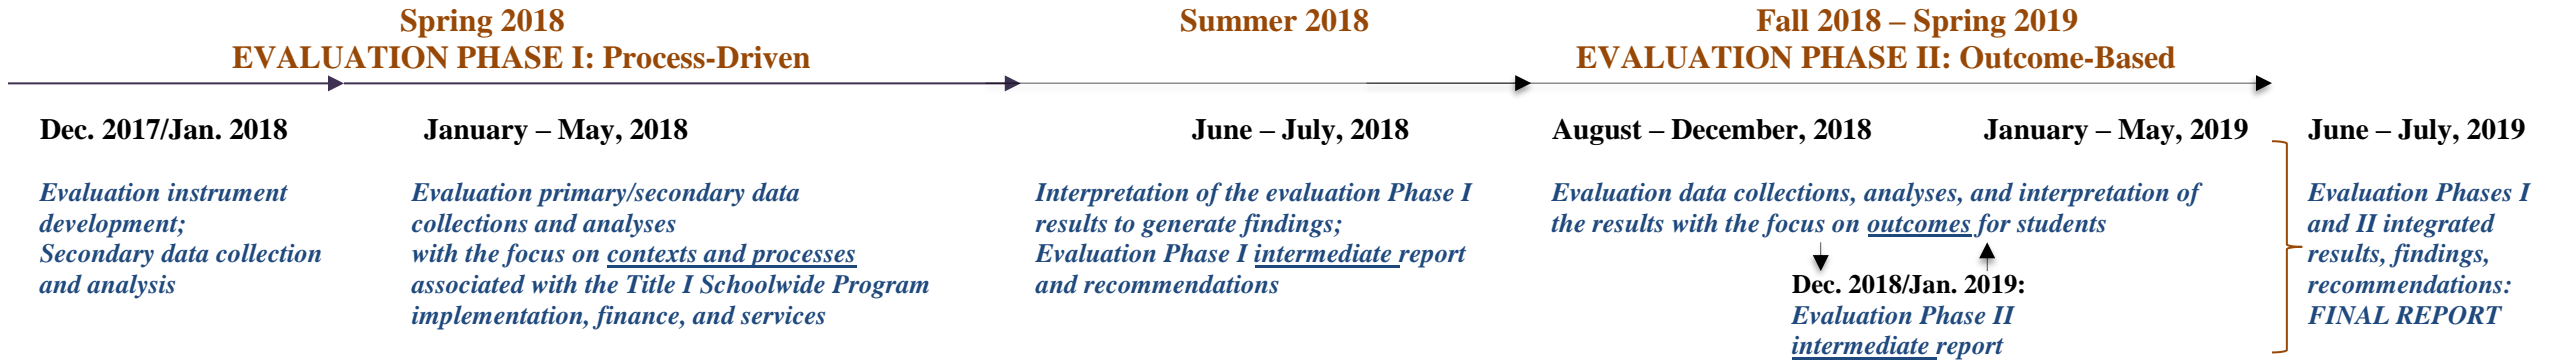 Spring 2018
EVALUATION PHASE I: Process-Driven
Summer 2018
Fall 2018 – Spring 2019
EVALUATION PHASE II: Outcome-Based
Dec. 2017/Jan. 2018
Evaluation instrument
development;
Secondary data collection
and analysis
January – May, 2018
Evaluation primary/secondary data
collections and analyses
with the focus on contexts and processes
associated with the Title I Schoolwide Program
implementation, finance, and services
June – July, 2018
Interpretation of the evaluation Phase I
results to generate findings;
Evaluation Phase I intermediate report
and recommendations
August – December, 2018
January – May, 2019
Evaluation data collections, analyses, and interpretation of
the results with the focus on outcomes for students
Dec. 2018/Jan. 2019:
Evaluation Phase II
intermediate report
June – July, 2019
Evaluation Phases I
and II integrated
results, findings,
recommendations:
FINAL REPORT